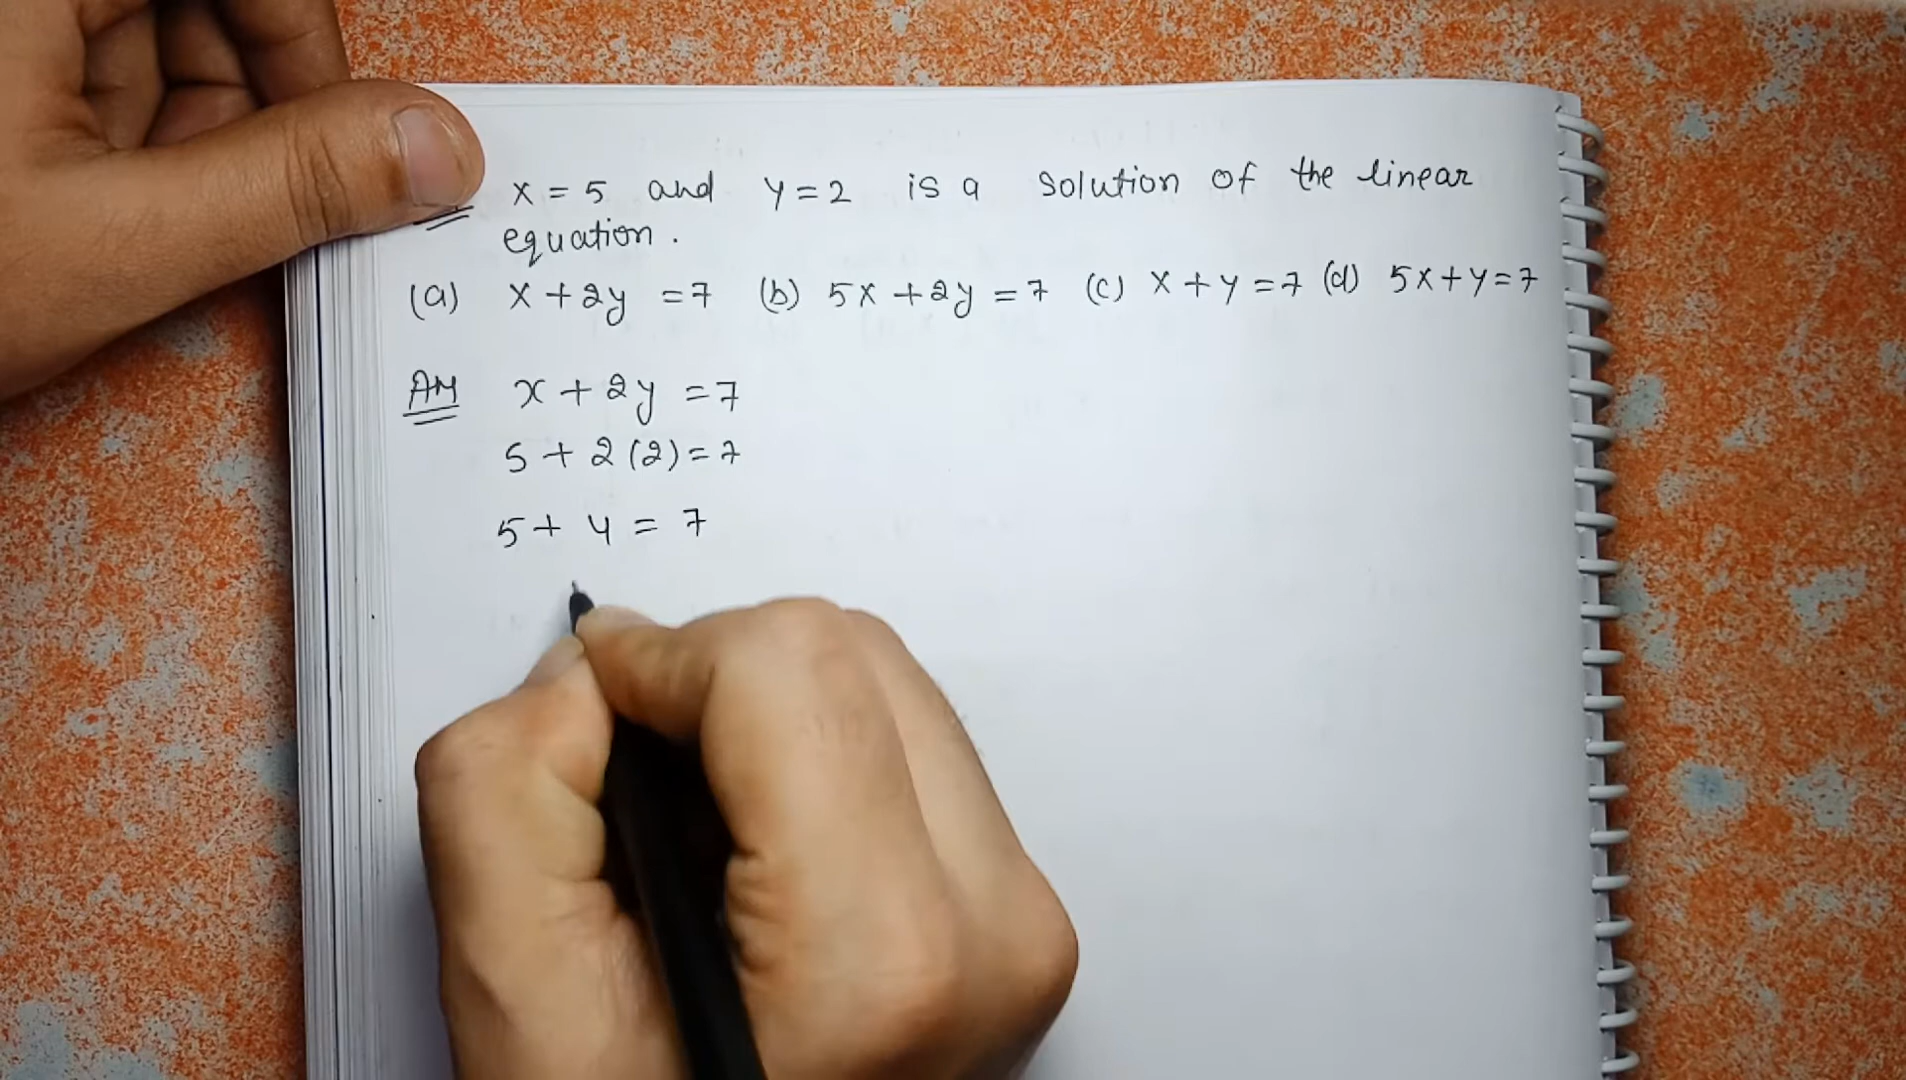 x = 5 and y = 2 is a solution of the linear
equation.
(a) x + 2y = 7 (b) 5x + 2y = 7 (c) x + y = 7 (d) 5x + y = 7
x + 2y = 7
5 + 2(2) = 7
5 + 4 = 7